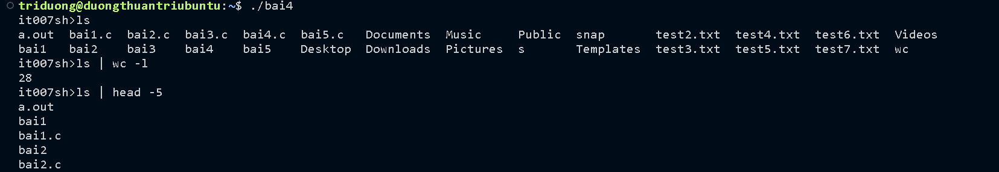 triduong@duongthuantriubuntu:~$ ./bai4
it007sh>ls
a.out  bai1.c  bai2.c  bai3.c  bai4.c  bai5.c   Documents  Music     Public  snap       test2.txt  test4.txt  test6.txt  Videos
bai1   bai2    bai3    bai4    bai5    Desktop  Downloads  Pictures  s       Templates  test3.txt  test5.txt  test7.txt  wc
it007sh>ls | wc -l
28
it007sh>ls | head -5
a.out
bai1
bai1.c
bai2
bai2.c